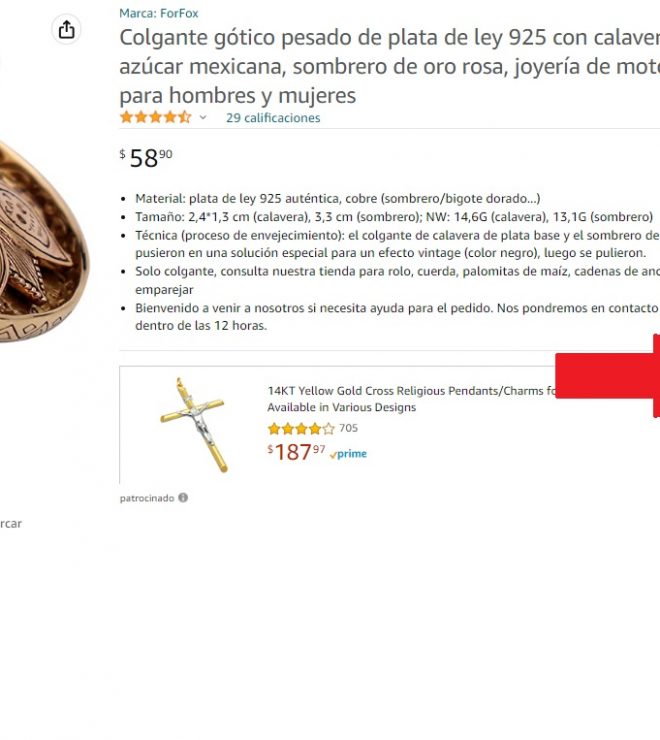 Marca: ForFox
Colgante gótico pesado de plata de ley 925 con calaver
azúcar mexicana, sombrero de oro rosa, joyería de moto
para hombres y mujeres
29 calificaciones
$58 90
Material: plata de ley 925 auténtica, cobre (sombrero/bigote dorado...)
Tamaño: 2,4*1,3 cm (calavera), 3,3 cm (sombrero); NW: 14,6G (calavera), 13,1G (sombrero)
Técnica (proceso de envejecimiento): el colgante de calavera de plata base y el sombrero de
pusieron en una solución especial para un efecto vintage (color negro), luego se pulieron.
Solo colgante, consulta nuestra tienda para rolo, cuerda, palomitas de maíz, cadenas de anc
emparejar
Bienvenido a venir a nosotros si necesita ayuda para el pedido. Nos pondremos en contacto
dentro de las 12 horas.
14KT Yellow Gold Cross Religious Pendants/Charms fo
Available in Various Designs
705
$187 97 prime
patrocinado
rcar